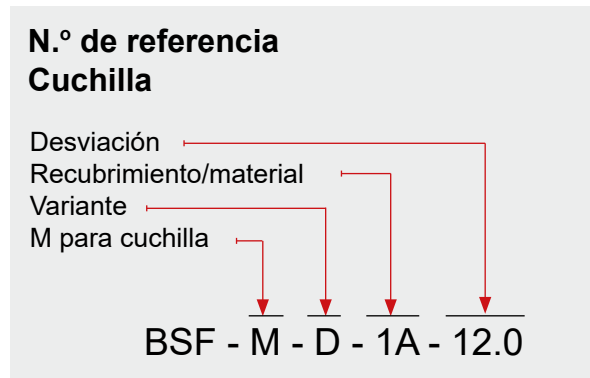 N.º de referencia
Cuchilla
Desviación
Recubrimiento/material
Variante
M para cuchilla
BSF - M - D - 1A - 12.0